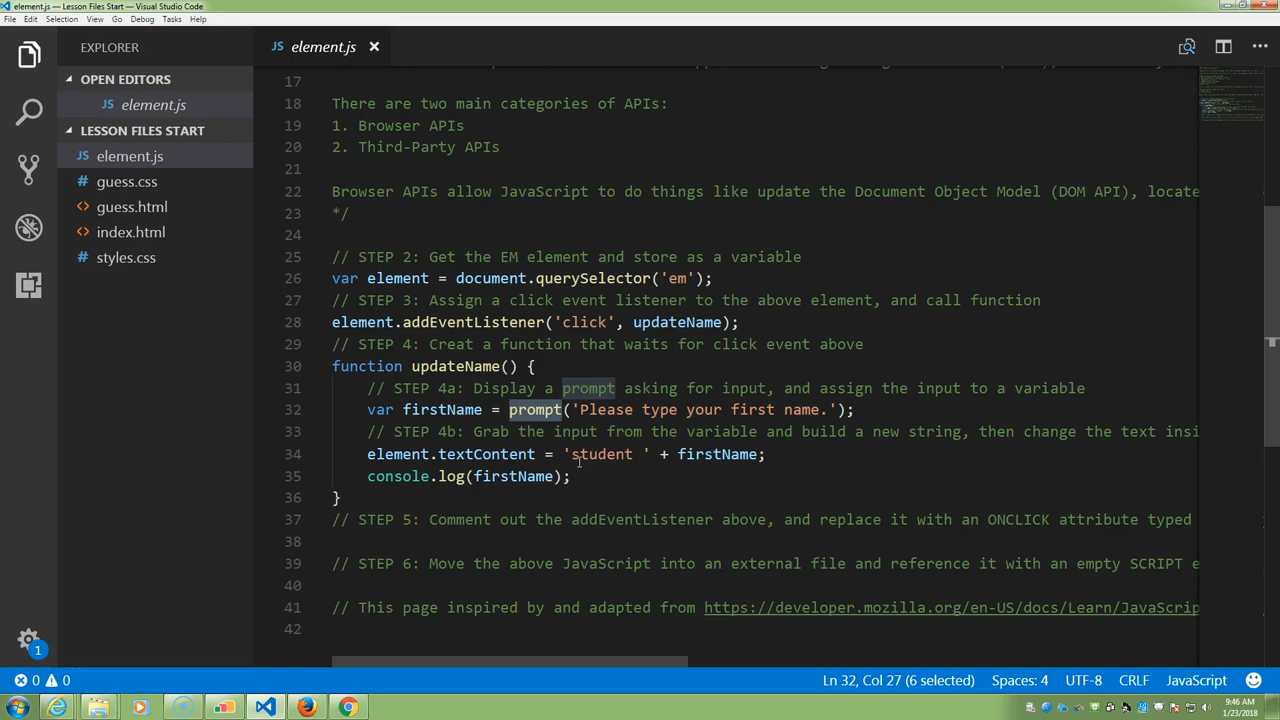 element.js — Lesson Files Start — Visual Studio Code
File Edit Selection View Go Debug Tasks Help
EXPLORER
JS element.js
OPEN EDITORS
JS element.js
LESSON FILES START
JS element.js
# guess.css
<> guess.html
<> index.html
# styles.css
17
18 There are two main categories of APIs:
19 1. Browser APIs
20 2. Third-Party APIs
21
22 Browser APIs allow JavaScript to do things like update the Document Object Model (DOM API), locate
23 */
24
25 // STEP 2: Get the EM element and store as a variable
26 var element = document.querySelector('em');
27 // STEP 3: Assign a click event listener to the above element, and call function
28 element.addEventListener('click', updateName);
29 // STEP 4: Creat a function that waits for click event above
30 function updateName() {
31 // STEP 4a: Display a prompt asking for input, and assign the input to a variable
32 var firstName = prompt('Please type your first name.');
33 // STEP 4b: Grab the input from the variable and build a new string, then change the text insi
34 element.textContent = 'student ' + firstName;
35 console.log(firstName);
36 }
37 // STEP 5: Comment out the addEventListener above, and replace it with an ONCLICK attribute typed
38
39 // STEP 6: Move the above JavaScript into an external file and reference it with an empty SCRIPT e
40
41 // This page inspired by and adapted from https://developer.mozilla.org/en-US/docs/Learn/JavaScrip
42
1
0 0
Ln 32, Col 27 (6 selected) Spaces: 4 UTF-8 CRLF JavaScript
9:46 AM
1/23/2018